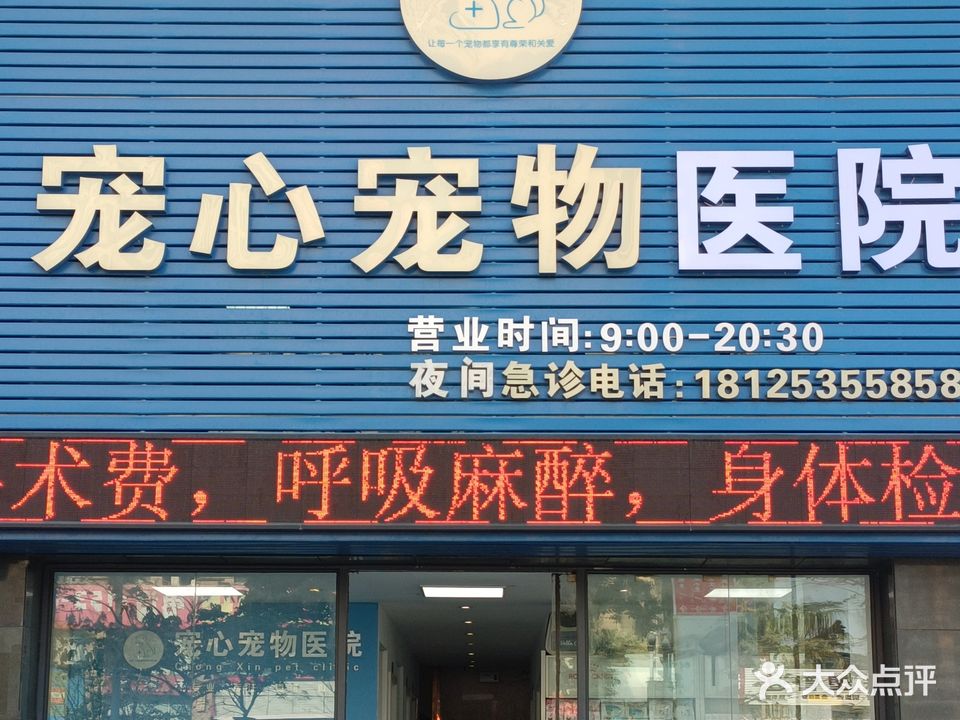 让每一个宠物都享有尊荣和关爱
宠心宠物医院
营业时间:9:00-20:30
夜间急诊电话:18125355858
术费，呼吸麻醉，身体检
宠心宠物医院
Chong Xin pet clinic
大众点评